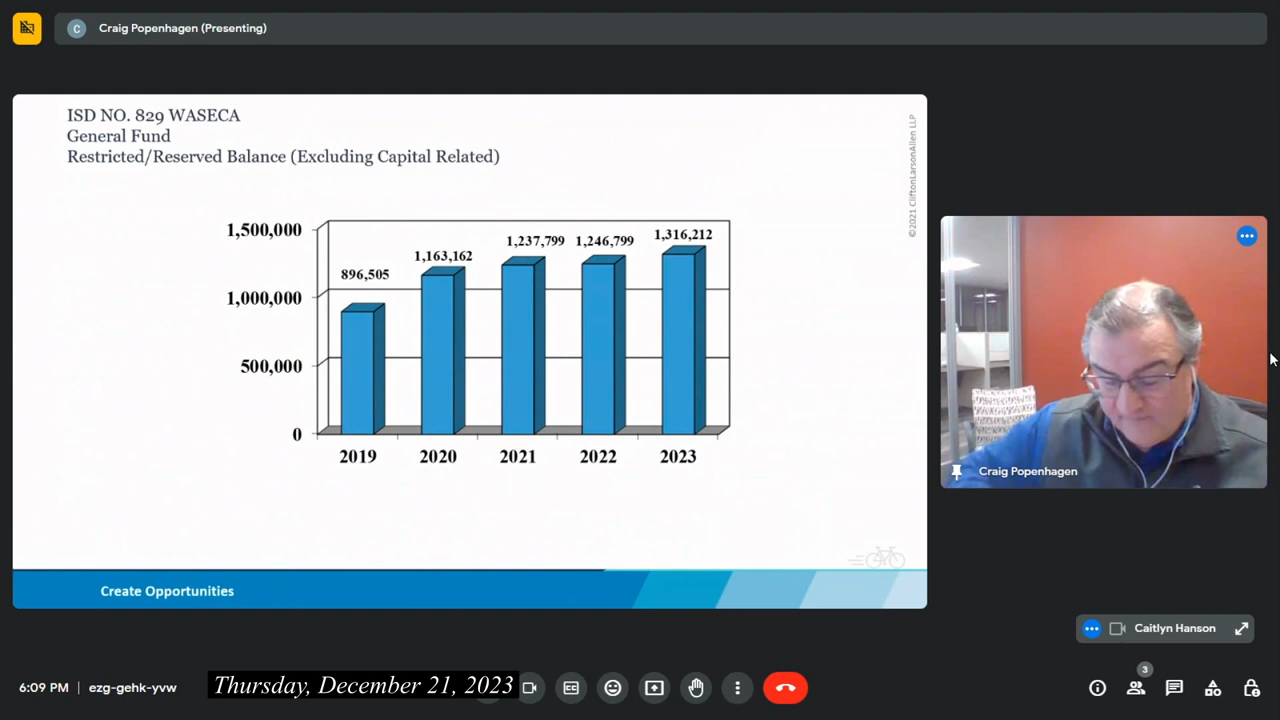 C
Craig Popenhagen (Presenting)
ISD NO. 829 WASECA
General Fund
Restricted/Reserved Balance (Excluding Capital Related)
©2021 CliftonLarsonAllen LLP
1,500,000
1,000,000
500,000
0
896,505
1,163,162
1,237,799
1,246,799
1,316,212
2019
2020
2021
2022
2023
Create Opportunities
Craig Popenhagen
Caitlyn Hanson
6:09 PM | ezg-gehk-yvw
Thursday, December 21, 2023
CC
3